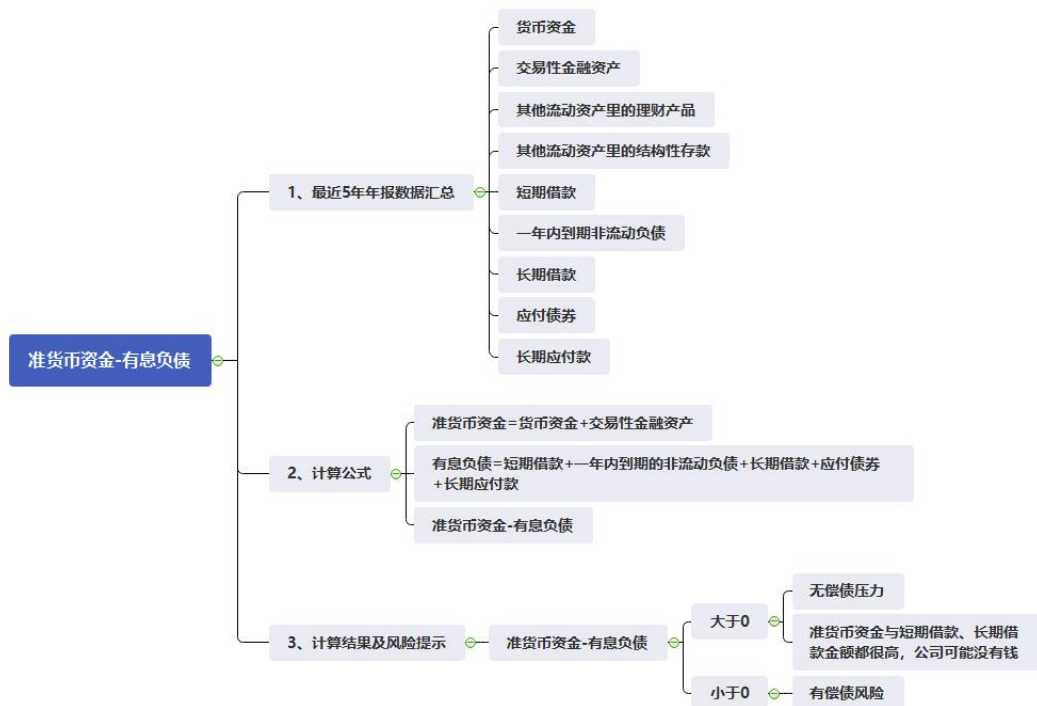 准货币资金-有息负债
1、最近5年年报数据汇总
货币资金
交易性金融资产
其他流动资产里的理财产品
其他流动资产里的结构性存款
短期借款
一年内到期非流动负债
长期借款
应付债券
长期应付款
2、计算公式
准货币资金=货币资金+交易性金融资产
有息负债=短期借款+一年内到期的非流动负债+长期借款+应付债券
+长期应付款
准货币资金-有息负债
3、计算结果及风险提示
准货币资金-有息负债
大于0
无偿债压力
准货币资金与短期借款、长期借
款金额都很高，公司可能没有钱
小于0
有偿债风险